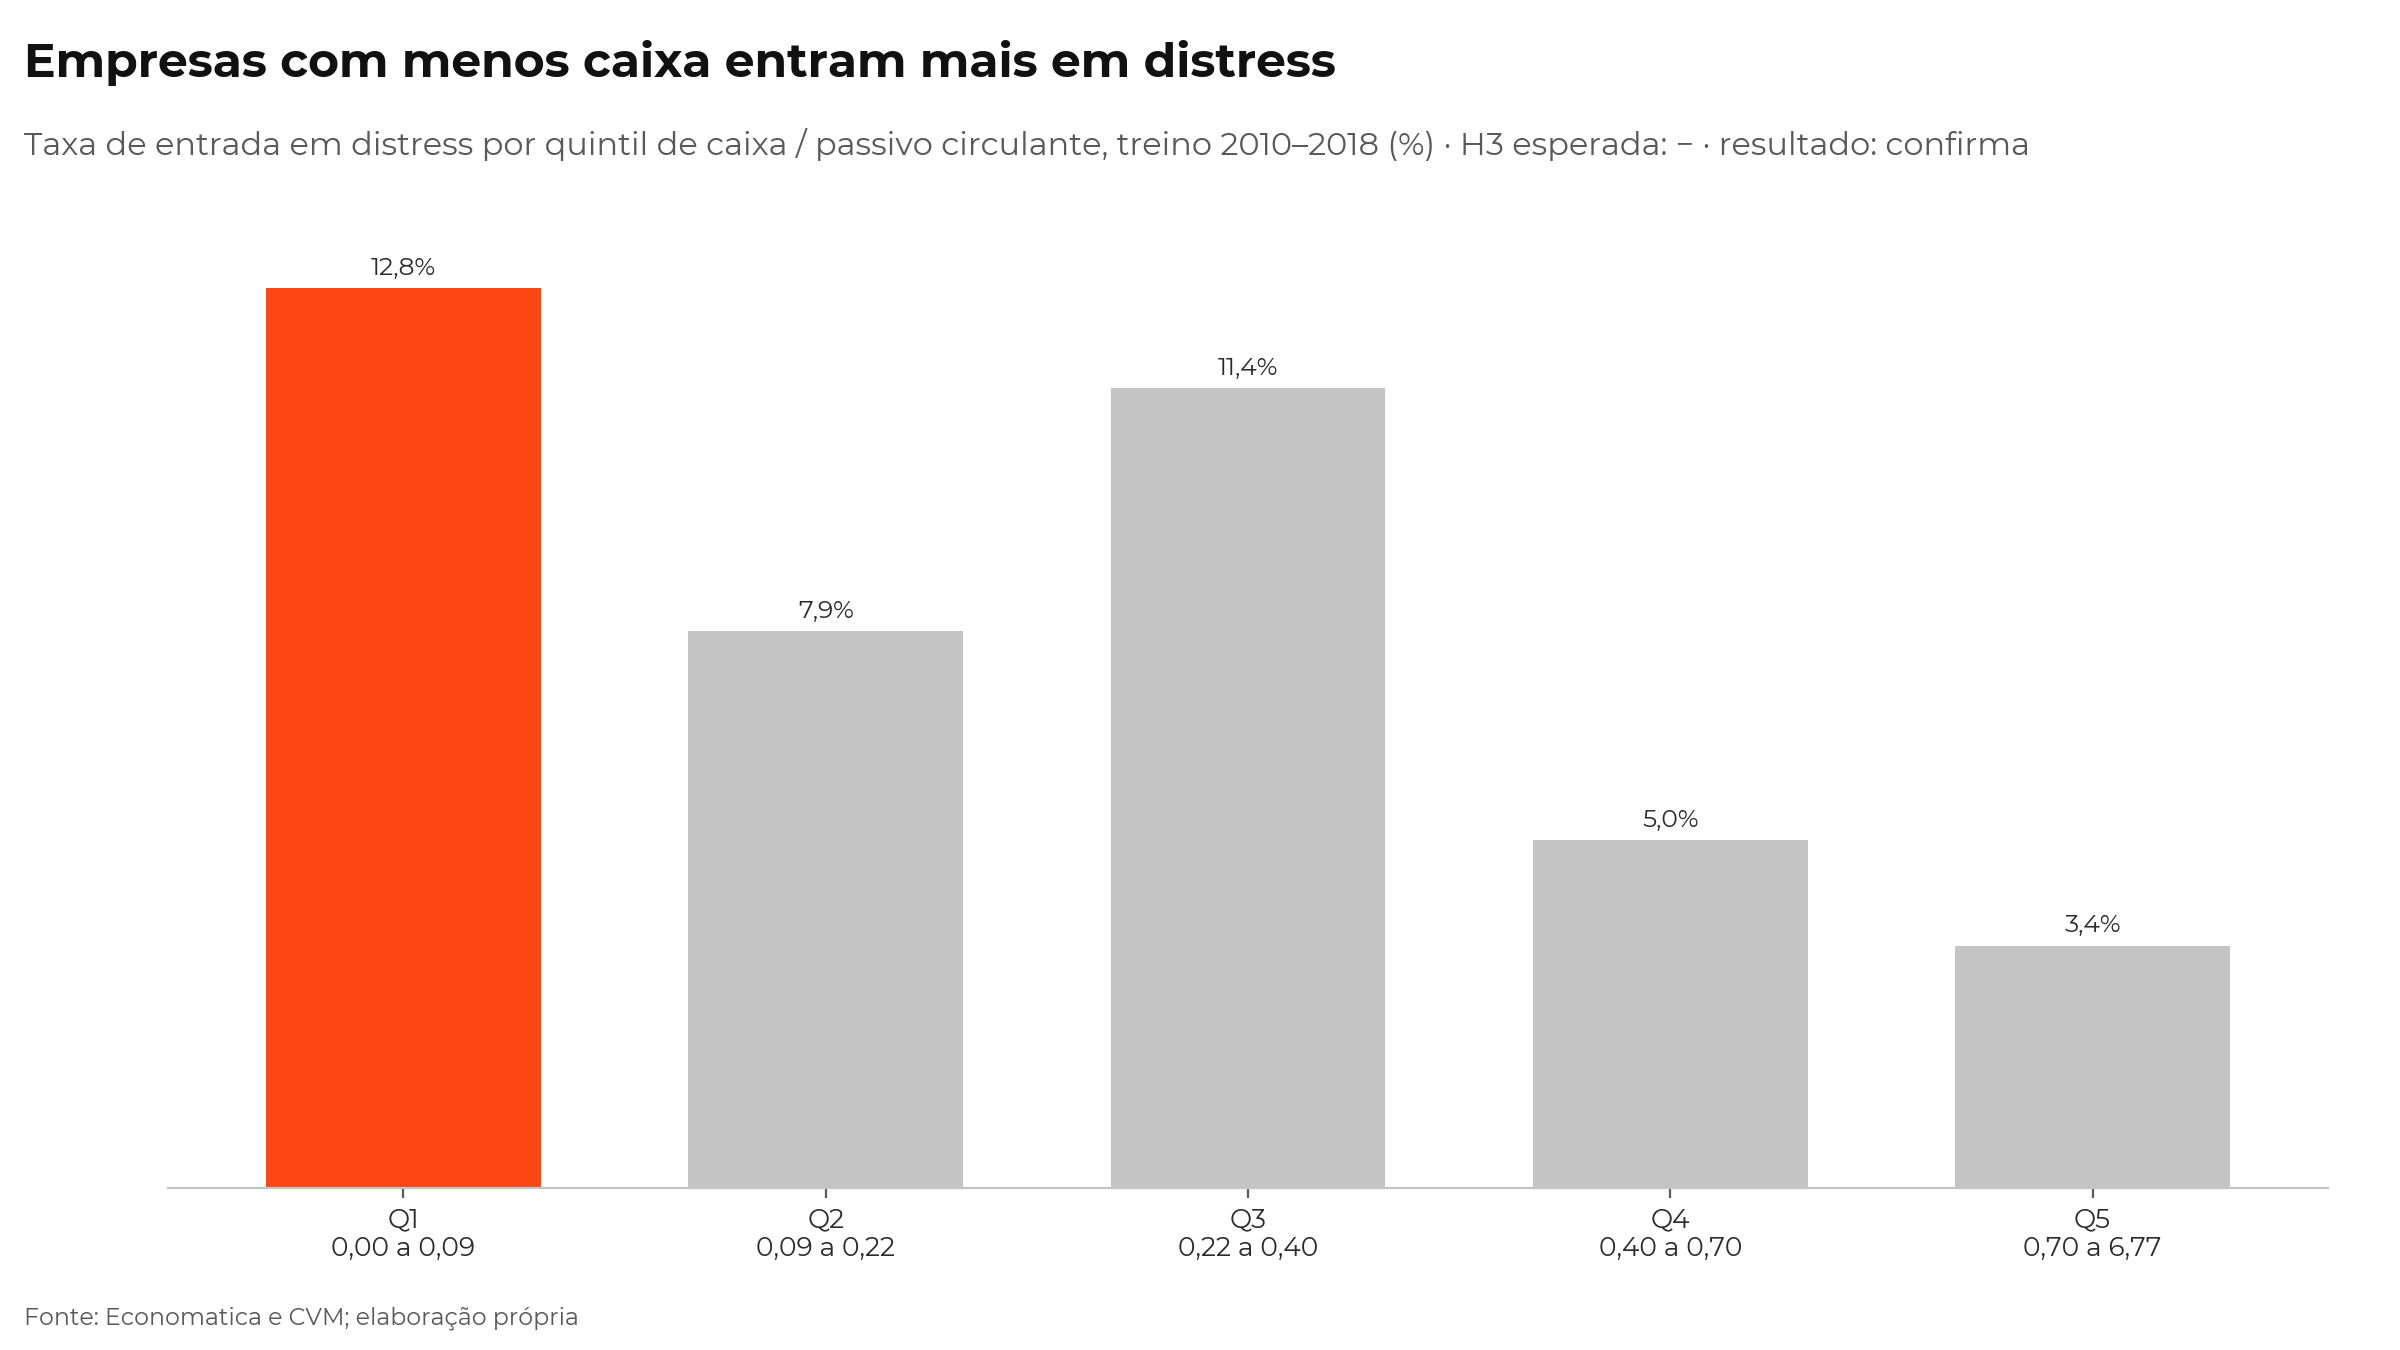 Empresas com menos caixa entram mais em distress
Taxa de entrada em distress por quintil de caixa / passivo circulante, treino 2010–2018 (%) · H3 esperada: − · resultado: confirma
12,8%
7,9%
11,4%
5,0%
3,4%
Q1
0,00 a 0,09
Q2
0,09 a 0,22
Q3
0,22 a 0,40
Q4
0,40 a 0,70
Q5
0,70 a 6,77
Fonte: Economatica e CVM; elaboração própria